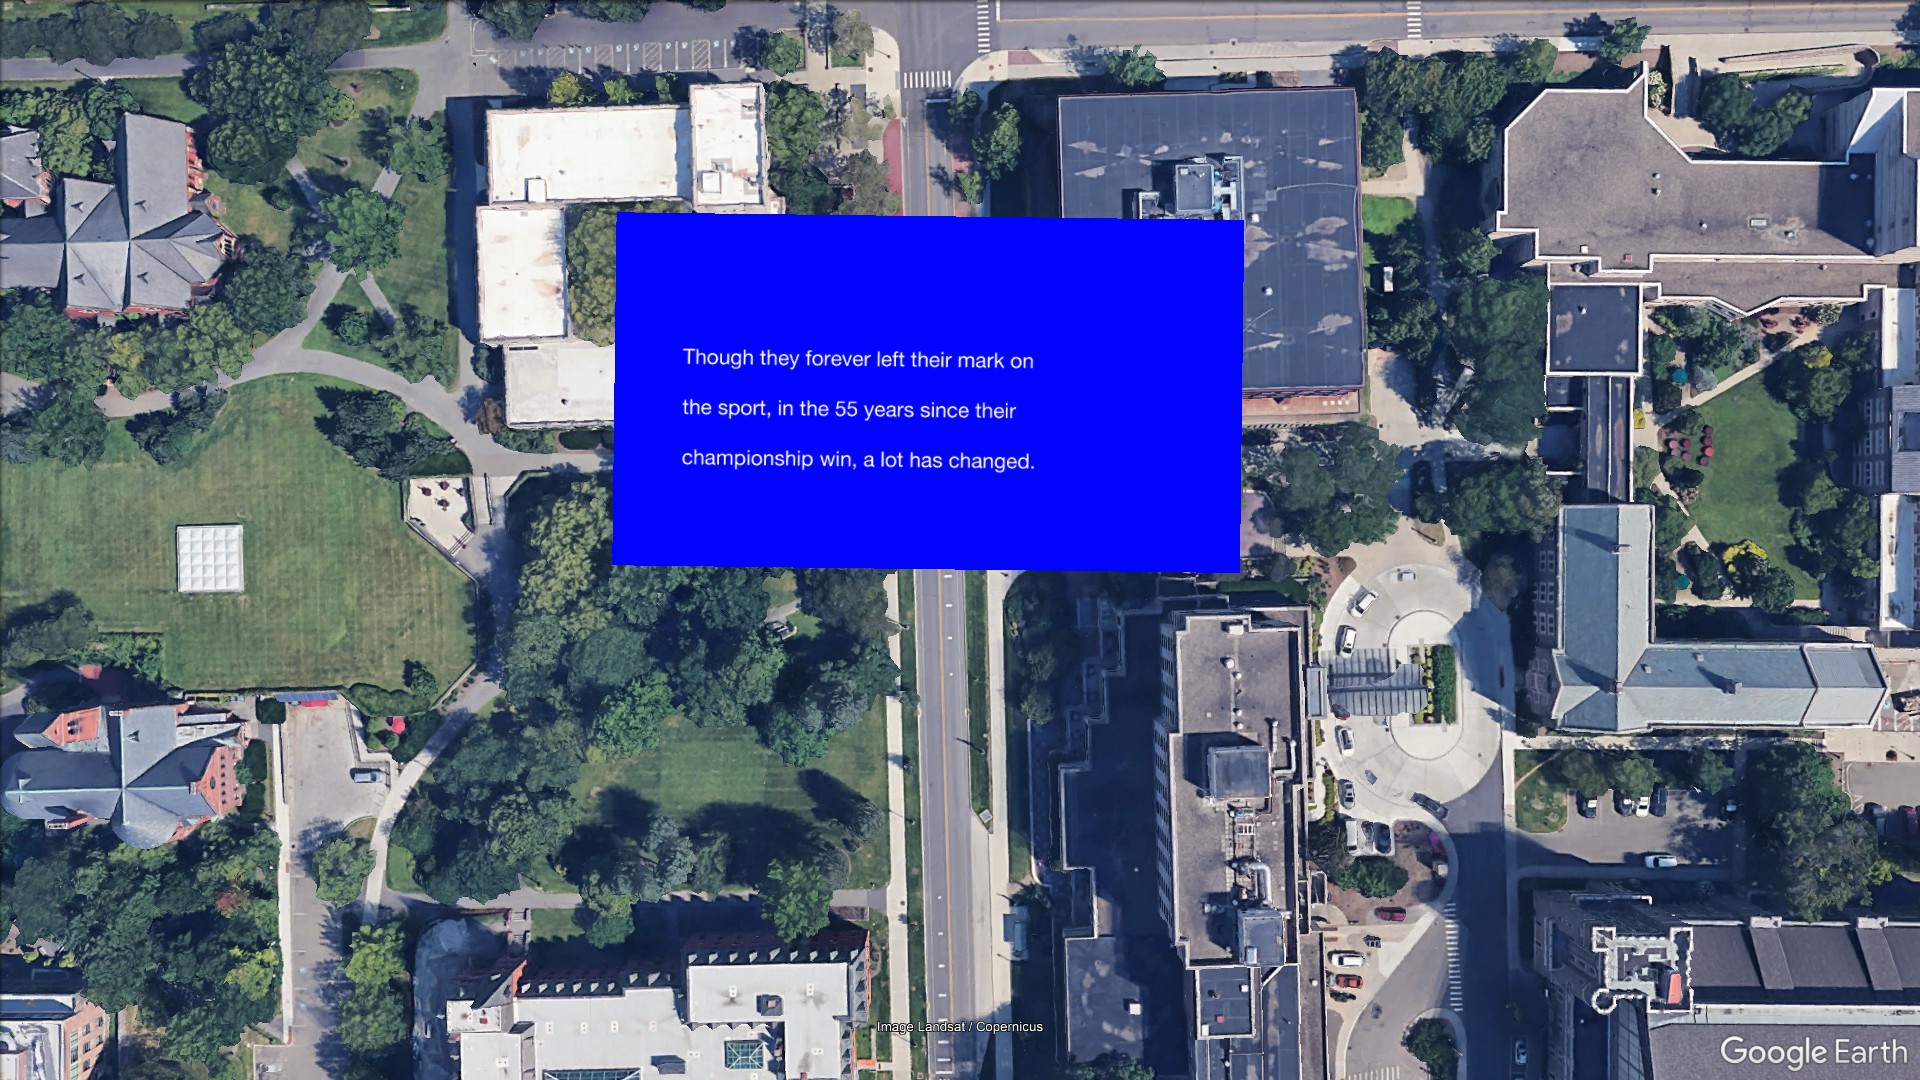 Though they forever left their mark on
the sport, in the 55 years since their
championship win, a lot has changed.
Image Landsat / Copernicus
Google Earth